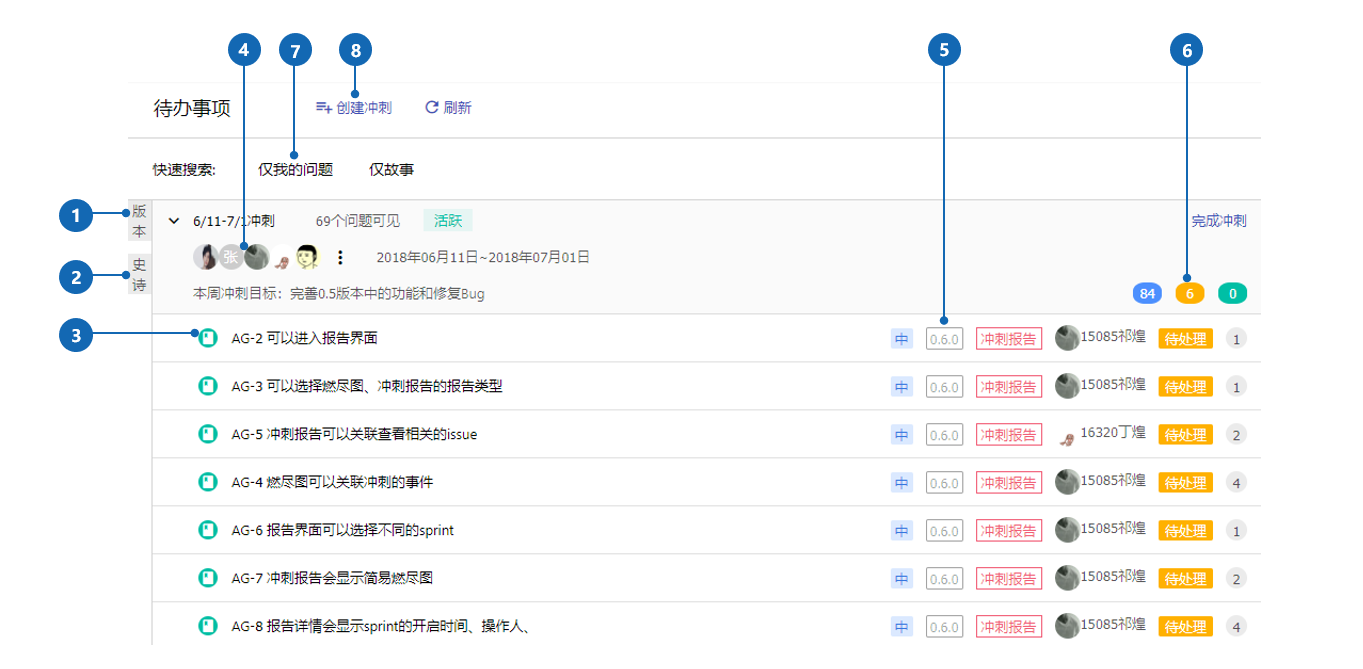 4 7 8 5 6
待办事项 创建冲刺 刷新
快速搜索: 仅我的问题 仅故事
1 版本 6/11-7/1冲刺 69个问题可见 活跃 完成冲刺
张 2018年06月11日~2018年07月01日
2 史诗 本周冲刺目标：完善0.5版本中的功能和修复Bug 84 6 0
3 AG-2 可以进入报告界面 中 0.6.0 冲刺报告 15085祁煌 待处理 1
AG-3 可以选择燃尽图、冲刺报告的报告类型 中 0.6.0 冲刺报告 15085祁煌 待处理 1
AG-5 冲刺报告可以关联查看相关的issue 中 0.6.0 冲刺报告 16320丁煌 待处理 2
AG-4 燃尽图可以关联冲刺的事件 中 0.6.0 冲刺报告 15085祁煌 待处理 4
AG-6 报告界面可以选择不同的sprint 中 0.6.0 冲刺报告 15085祁煌 待处理 1
AG-7 冲刺报告会显示简易燃尽图 中 0.6.0 冲刺报告 15085祁煌 待处理 2
AG-8 报告详情会显示sprint的开启时间、操作人、 中 0.6.0 冲刺报告 15085祁煌 待处理 4